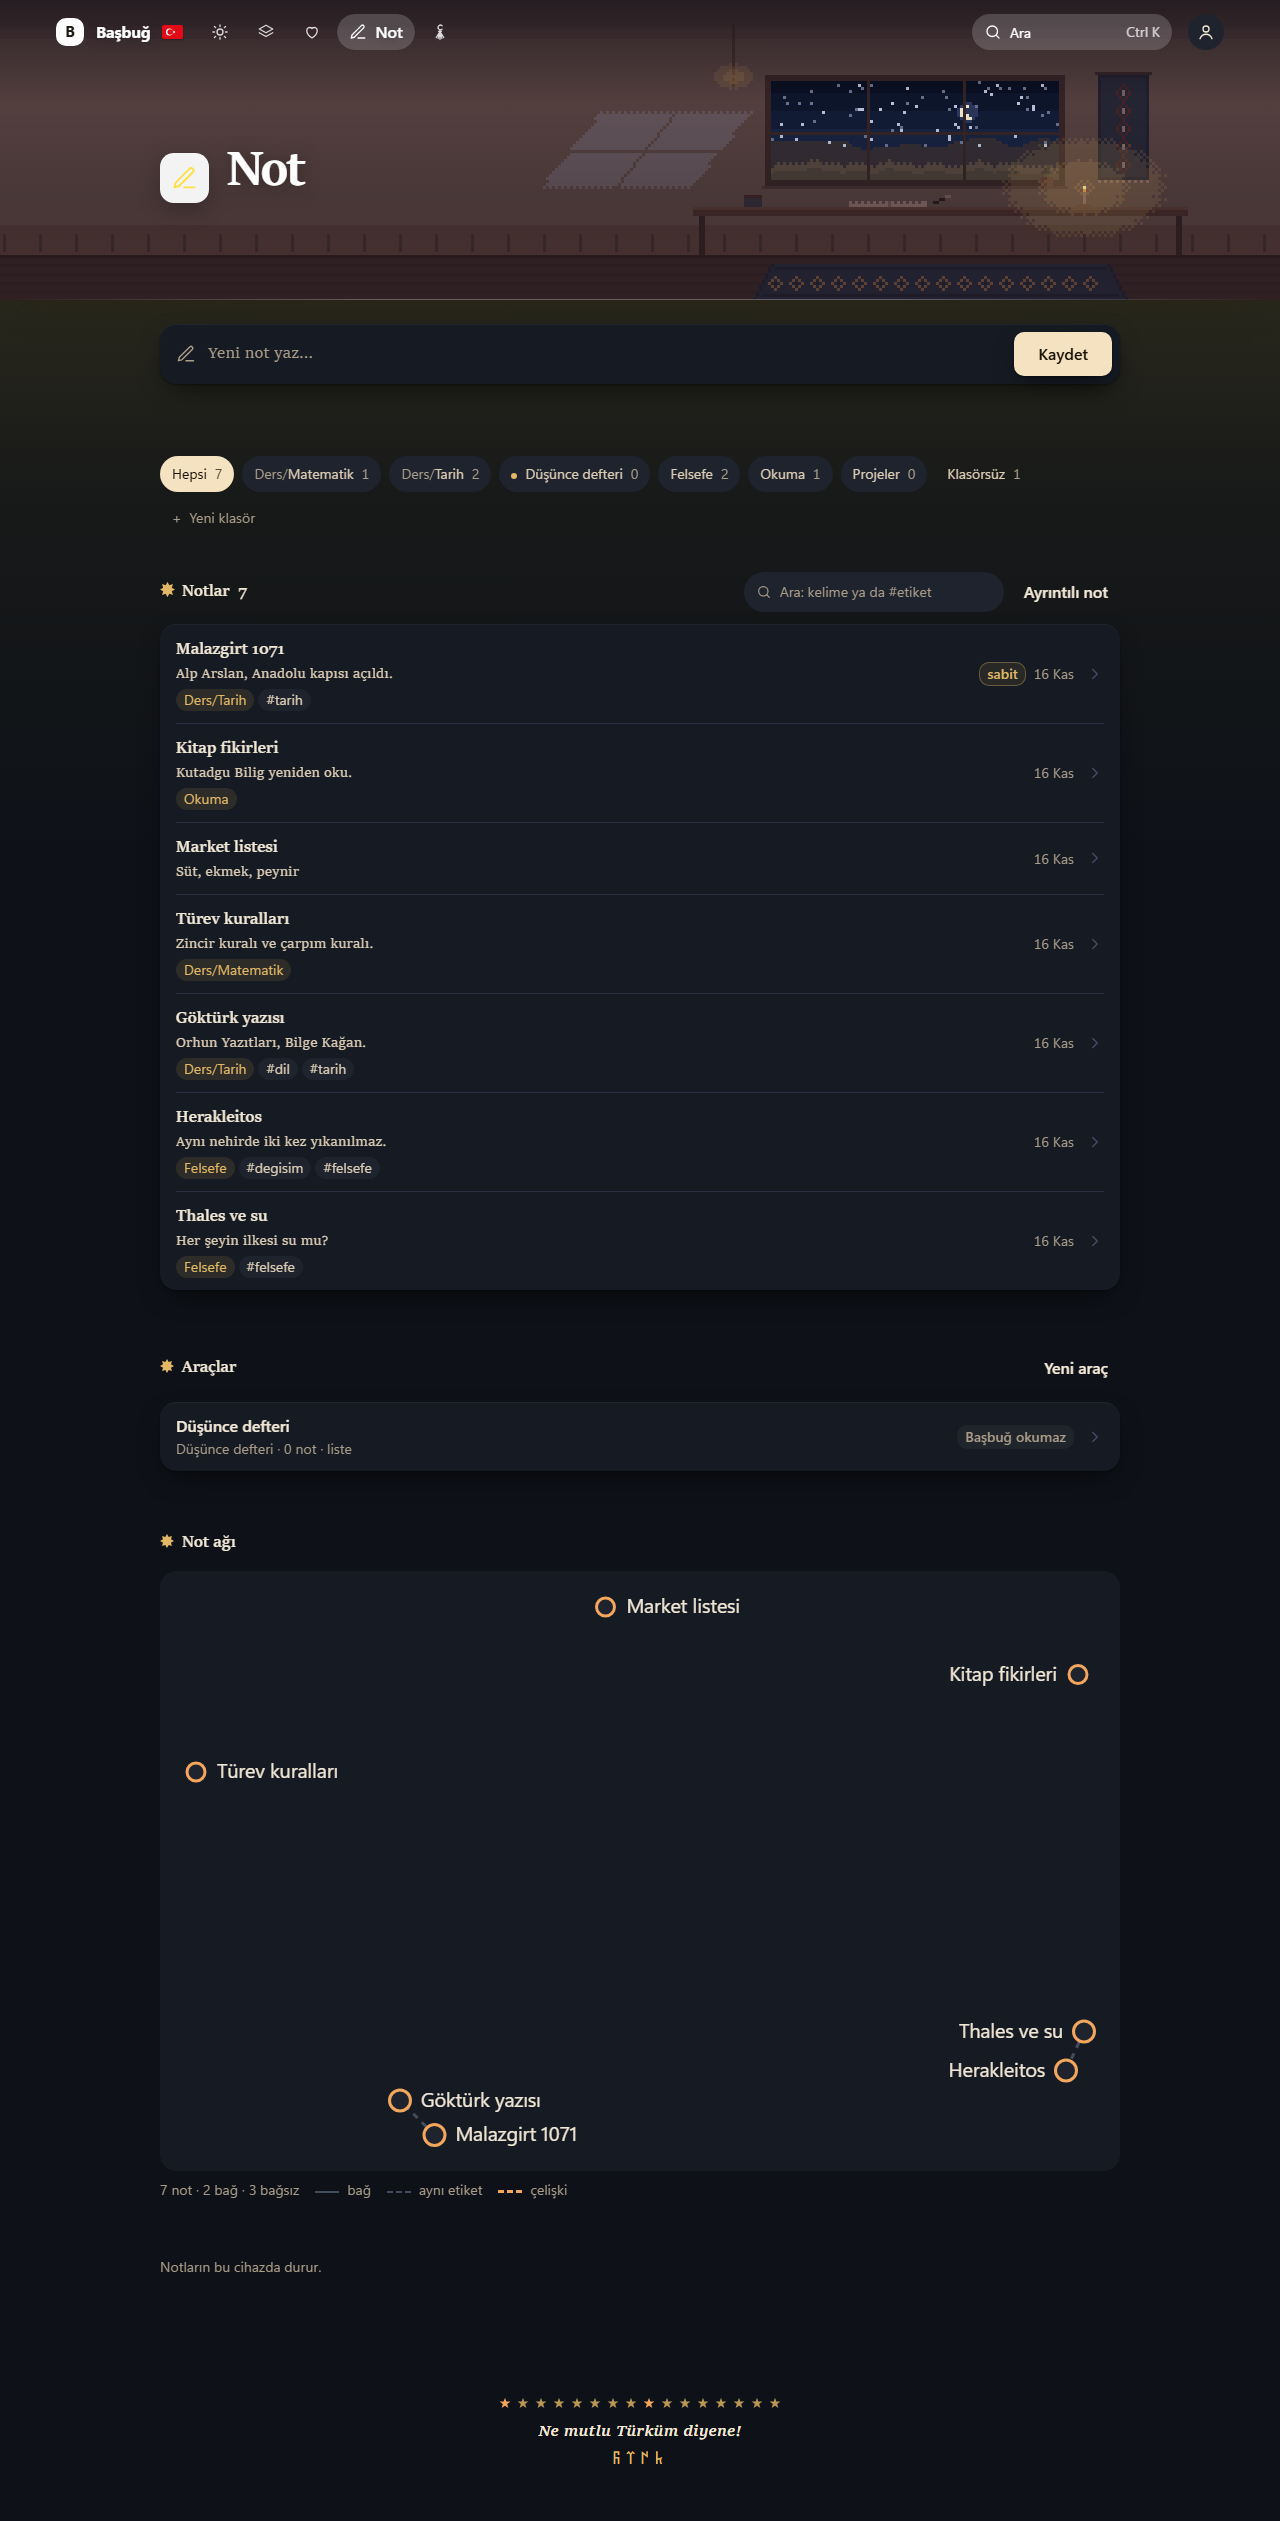 B Başbuğ Not Ara Ctrl K
Not
Yeni not yaz... Kaydet
Hepsi 7 Ders/Matematik 1 Ders/Tarih 2 Düşünce defteri 0 Felsefe 2 Okuma 1 Projeler 0 Klasörsüz 1
+ Yeni klasör
Notlar 7 Ara: kelime ya da #etiket Ayrıntılı not
Malazgirt 1071
Alp Arslan, Anadolu kapısı açıldı.
Ders/Tarih #tarih
sabit 16 Kas
Kitap fikirleri
Kutadgu Bilig yeniden oku.
Okuma
16 Kas
Market listesi
Süt, ekmek, peynir
16 Kas
Türev kuralları
Zincir kuralı ve çarpım kuralı.
Ders/Matematik
16 Kas
Göktürk yazısı
Orhun Yazıtları, Bilge Kağan.
Ders/Tarih #dil #tarih
16 Kas
Herakleitos
Aynı nehirde iki kez yıkanılmaz.
Felsefe #degisim #felsefe
16 Kas
Thales ve su
Her şeyin ilkesi su mu?
Felsefe #felsefe
16 Kas
Araçlar Yeni araç
Düşünce defteri
Düşünce defteri · 0 not · liste
Başbuğ okumaz
Not ağı
Market listesi
Kitap fikirleri
Türev kuralları
Thales ve su
Herakleitos
Göktürk yazısı
Malazgirt 1071
7 not · 2 bağ · 3 bağsız bağ aynı etiket çelişki
Notların bu cihazda durur.
Ne mutlu Türküm diyene!